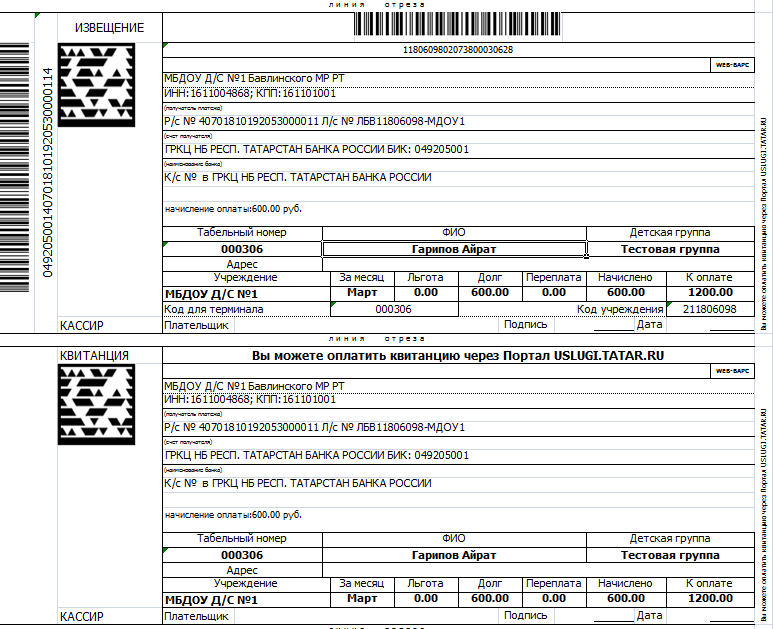 линия отреза
ИЗВЕЩЕНИЕ
1180609802073800030628
WEB-БАРС
МБДОУ Д/С №1 Бавлинского МР РТ
ИНН:1611004868; КПП:161101001
(получатель платежа)
Р/с № 40701810192053000011 Л/с № ЛБВ11806098-МДОУ1
(счет получателя)
ГРКЦ НБ РЕСП. ТАТАРСТАН БАНКА РОССИИ БИК: 049205001
(наименование банка)
К/с № в ГРКЦ НБ РЕСП. ТАТАРСТАН БАНКА РОССИИ
начисление оплаты:600.00 руб.
04920500140701810192053000011 4
Вы можете оплатить квитанцию через Портал USLUGI.TATAR.RU
Табельный номер ФИО Детская группа
000306 Гарипов Айрат Тестовая группа
Адрес
Учреждение За месяц Льгота Долг Переплата Начислено К оплате
МБДОУ Д/С №1 Март 0.00 600.00 0.00 600.00 1200.00
Код для терминала 000306 Код учреждения 211806098
КАССИР Плательщик Подпись Дата
линия отреза
КВИТАНЦИЯ Вы можете оплатить квитанцию через Портал USLUGI.TATAR.RU
WEB-БАРС
МБДОУ Д/С №1 Бавлинского МР РТ
ИНН:1611004868; КПП:161101001
(получатель платежа)
Р/с № 40701810192053000011 Л/с № ЛБВ11806098-МДОУ1
(счет получателя)
ГРКЦ НБ РЕСП. ТАТАРСТАН БАНКА РОССИИ БИК: 049205001
(наименование банка)
К/с № в ГРКЦ НБ РЕСП. ТАТАРСТАН БАНКА РОССИИ
начисление оплаты:600.00 руб.
Вы можете оплатить квитанцию через Портал USLUGI.TATAR.RU
Табельный номер ФИО Детская группа
000306 Гарипов Айрат Тестовая группа
Адрес
Учреждение За месяц Льгота Долг Переплата Начислено К оплате
МБДОУ Д/С №1 Март 0.00 600.00 0.00 600.00 1200.00
КАССИР Плательщик Подпись Дата
линия отреза